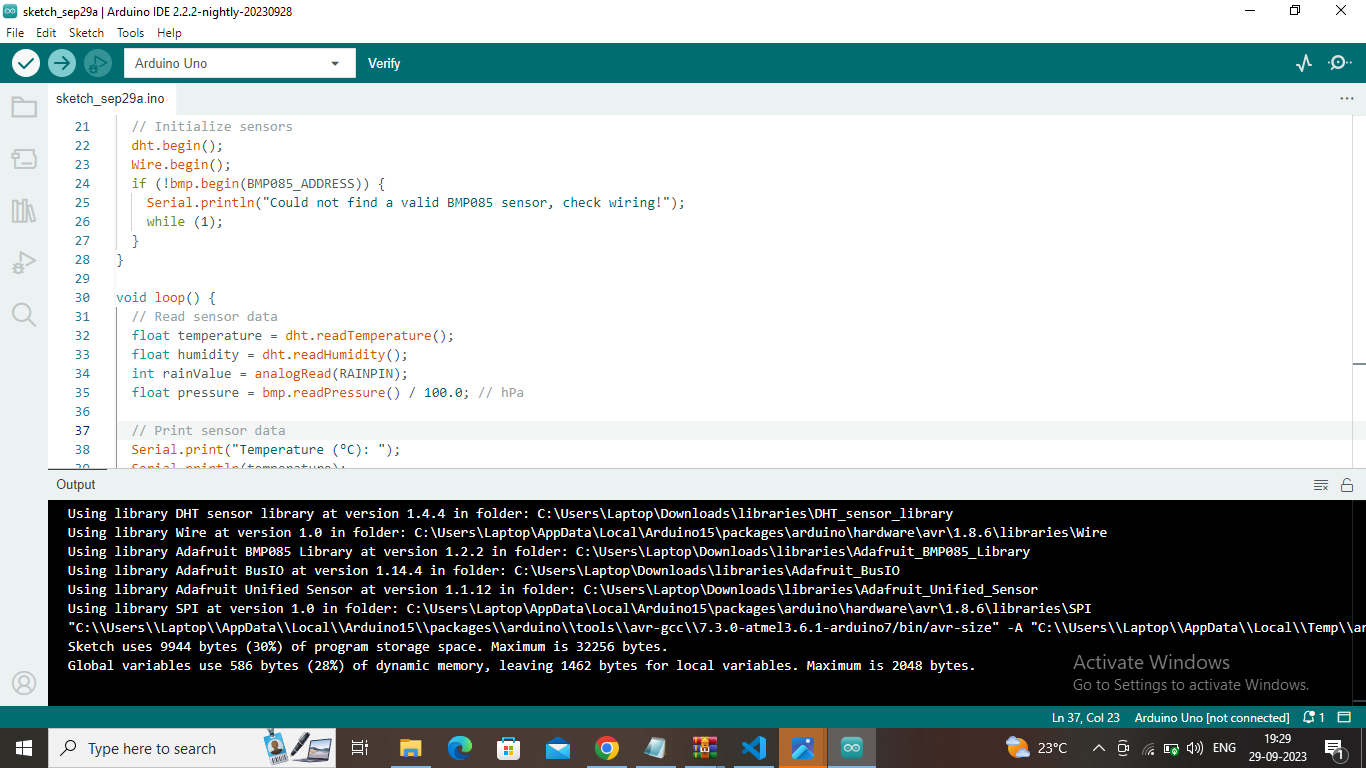 sketch_sep29a | Arduino IDE 2.2.2-nightly-20230928
File Edit Sketch Tools Help
Arduino Uno
Verify
sketch_sep29a.ino
21 // Initialize sensors
22 dht.begin();
23 Wire.begin();
24 if (!bmp.begin(BMP085_ADDRESS)) {
25 Serial.println("Could not find a valid BMP085 sensor, check wiring!");
26 while (1);
27 }
28 }
29
30 void loop() {
31 // Read sensor data
32 float temperature = dht.readTemperature();
33 float humidity = dht.readHumidity();
34 int rainValue = analogRead(RAINPIN);
35 float pressure = bmp.readPressure() / 100.0; // hPa
36
37 // Print sensor data
38 Serial.print("Temperature (°C): ");
39 Serial.println(temperature);
Output
Using library DHT sensor library at version 1.4.4 in folder: C:\Users\Laptop\Downloads\libraries\DHT_sensor_library
Using library Wire at version 1.0 in folder: C:\Users\Laptop\AppData\Local\Arduino15\packages\arduino\hardware\avr\1.8.6\libraries\Wire
Using library Adafruit BMP085 Library at version 1.2.2 in folder: C:\Users\Laptop\Downloads\libraries\Adafruit_BMP085_Library
Using library Adafruit BusIO at version 1.14.4 in folder: C:\Users\Laptop\Downloads\libraries\Adafruit_BusIO
Using library Adafruit Unified Sensor at version 1.1.12 in folder: C:\Users\Laptop\Downloads\libraries\Adafruit_Unified_Sensor
Using library SPI at version 1.0 in folder: C:\Users\Laptop\AppData\Local\Arduino15\packages\arduino\hardware\avr\1.8.6\libraries\SPI
"C:\\Users\\Laptop\\AppData\\Local\\Arduino15\\packages\\arduino\\tools\\avr-gcc\\7.3.0-atmel3.6.1-arduino7/bin/avr-size" -A "C:\\Users\\Laptop\\AppData\\Local\\Temp\\ar
Sketch uses 9944 bytes (30%) of program storage space. Maximum is 32256 bytes.
Global variables use 586 bytes (28%) of dynamic memory, leaving 1462 bytes for local variables. Maximum is 2048 bytes.
Activate Windows
Go to Settings to activate Windows.
Ln 37, Col 23 Arduino Uno [not connected] 1
Type here to search
23°C
ENG
19:29
29-09-2023
1